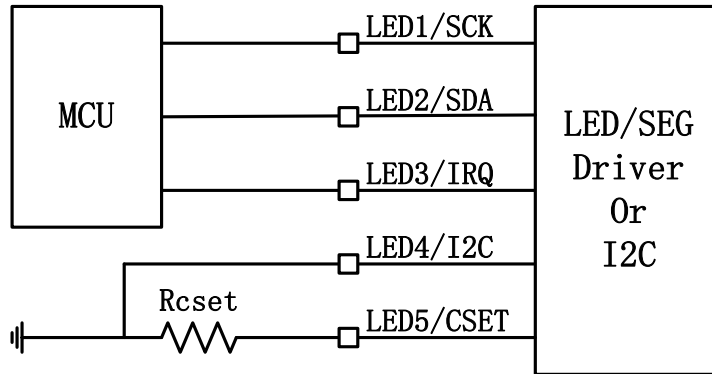 MCU
LED1/SCK
LED2/SDA
LED3/IRQ
LED4/I2C
Rcset
LED5/CSET
LED/SEG
Driver
Or
I2C